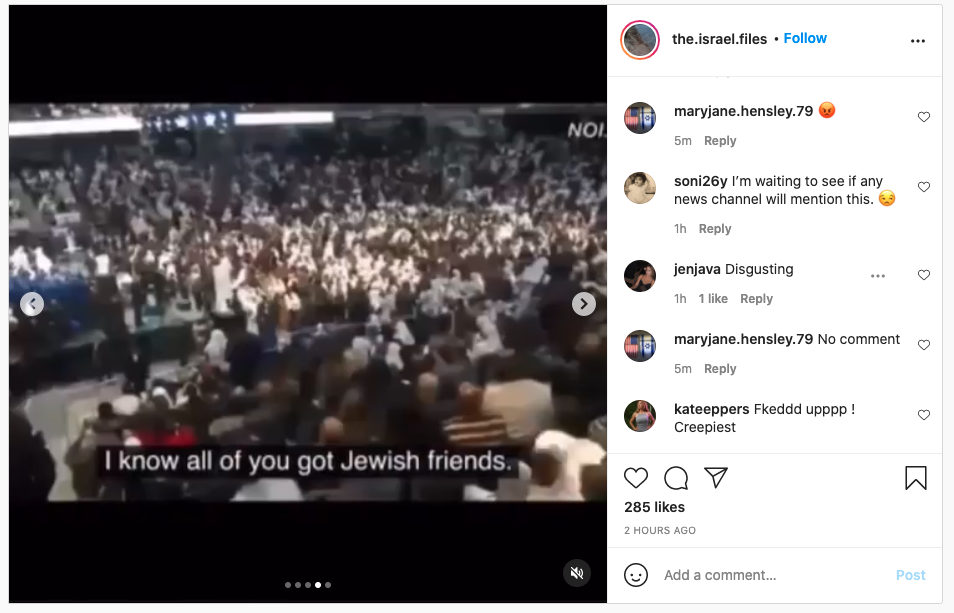 the.israel.files • Follow
maryjane.hensley.79 😡
5m Reply
soni26y I’m waiting to see if any
news channel will mention this. 😒
1h Reply
jenjava Disgusting
1h 1 like Reply
maryjane.hensley.79 No comment
5m Reply
kateeppers Fkeddd upppp !
Creepiest
285 likes
2 HOURS AGO
Add a comment... Post
NOI.
I know all of you got Jewish friends.